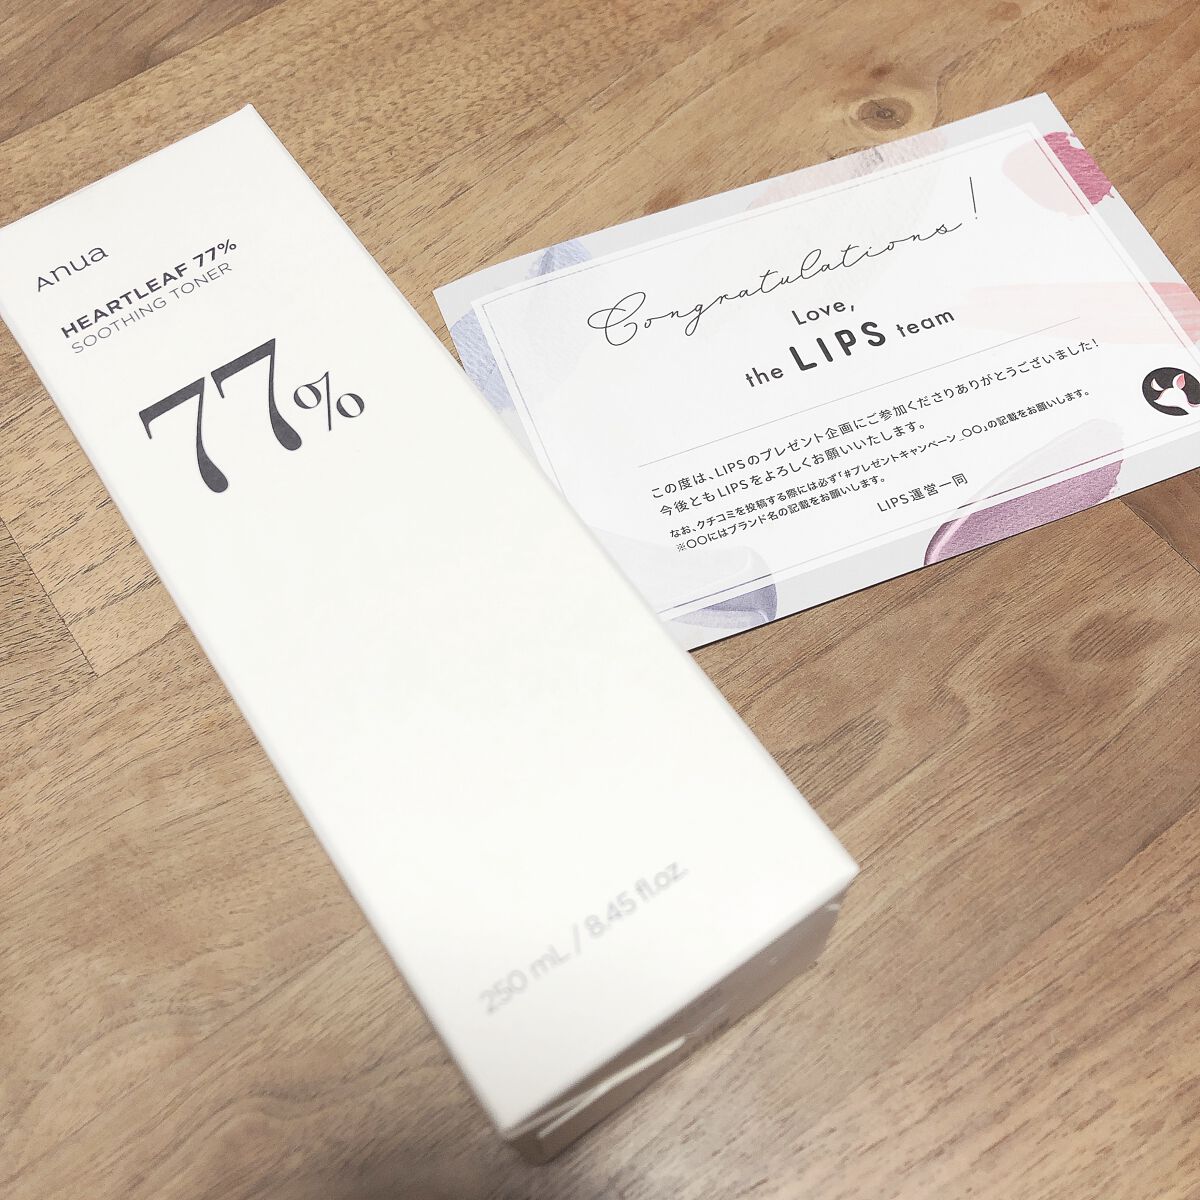 Anua
HEARTLEAF 77%
SOOTHING TONER
77%
250 mL / 8.45 fl.oz.
Congratulations!
Love,
the LIPS team
この度は、LIPSのプレゼント企画にご参加くださりありがとうございました!
今後ともLIPSをよろしくお願いいたします。
なお、クチコミを投稿する際には必ず「#プレゼントキャンペーン_〇〇」の記載をお願いします。
※〇〇にはブランド名の記載をお願いします。
LIPS運営一同